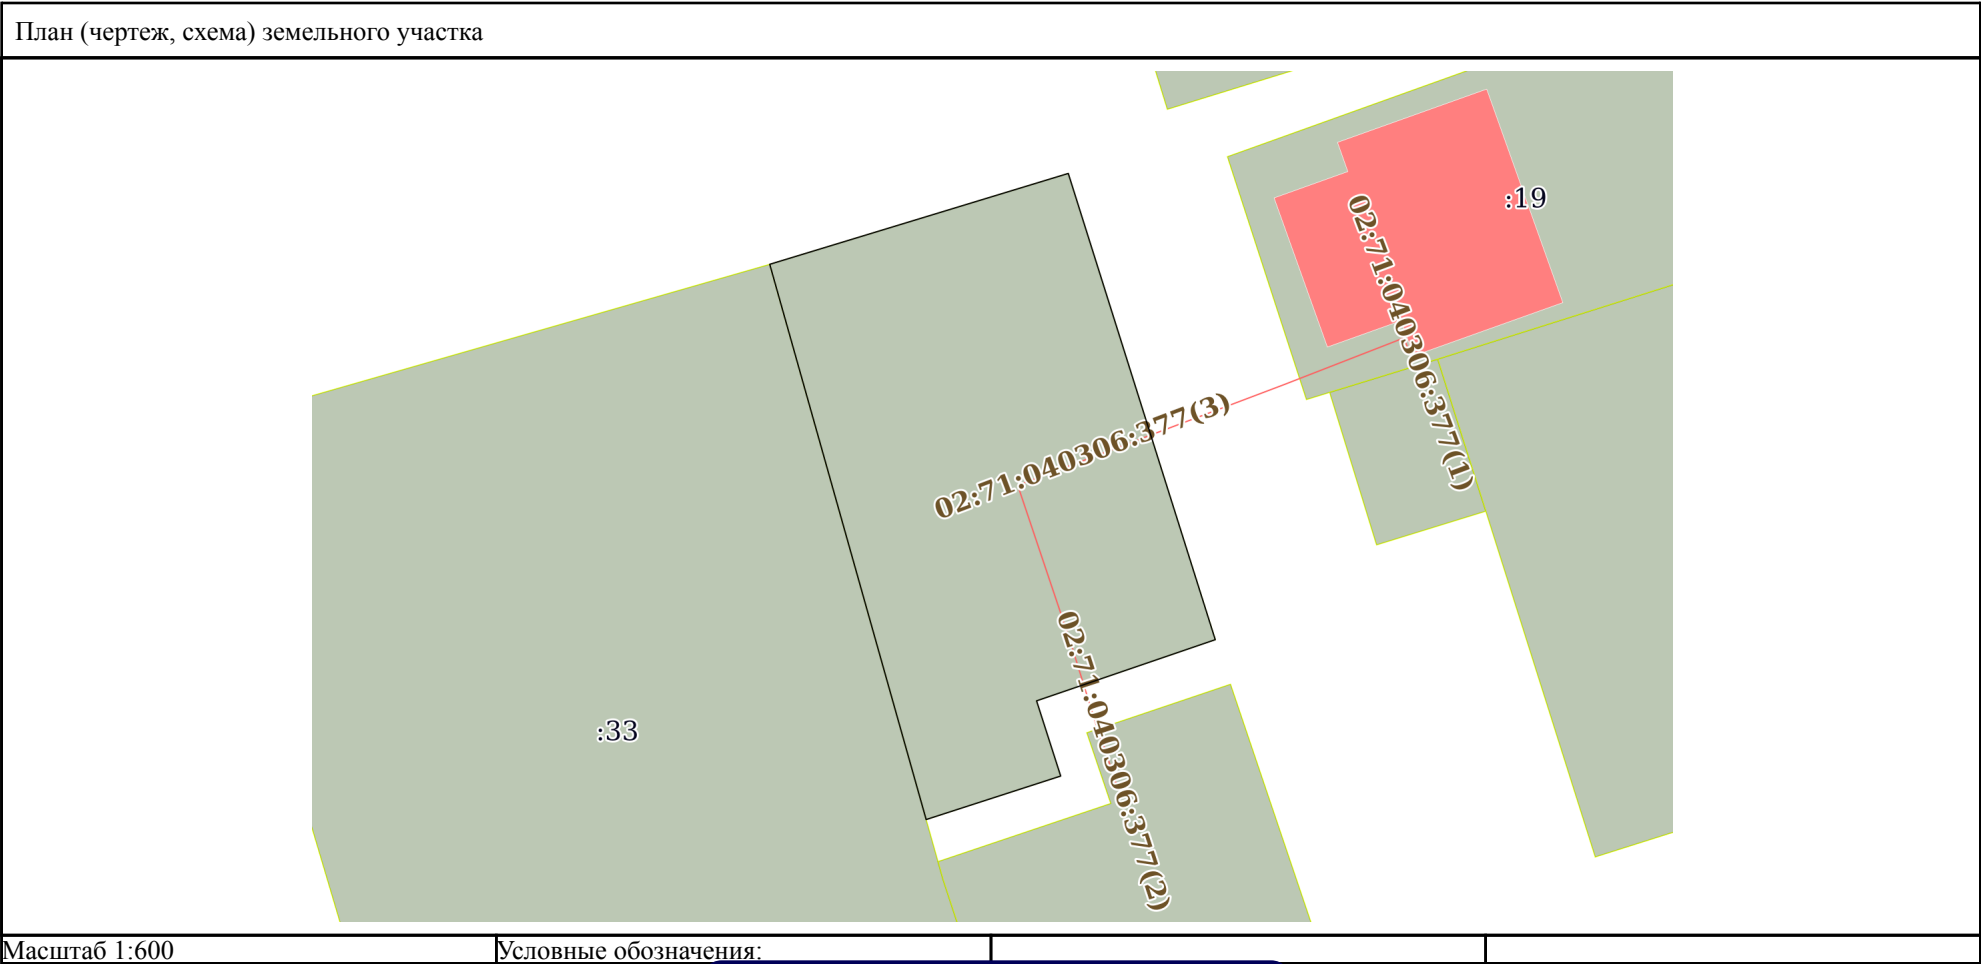 План (чертеж, схема) земельного участка
:19
02:71:040306:377(1)
02:71:040306:377(3)
02:71:040306:377(2)
:33
Масштаб 1:600
Условные обозначения: